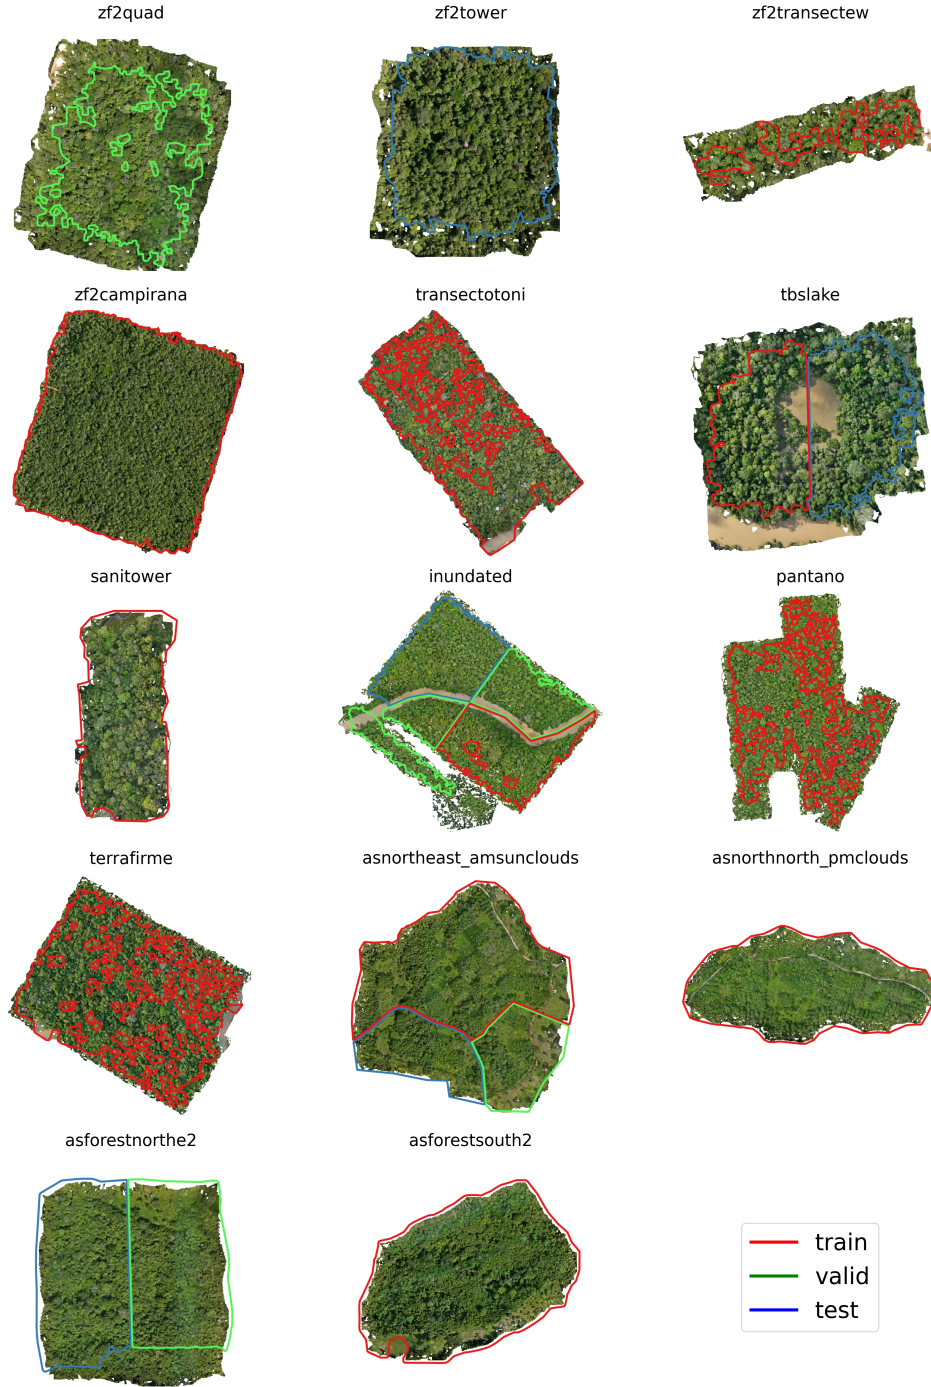 zf2quad
zf2tower
zf2transectew
zf2campirana
transectotoni
tbslake
sanitower
inundated
pantano
terrafirme
asnortheast_amsunclouds
asnorthnorth_pmclouds
asforestnorthe2
asforestsouth2
train
valid
test